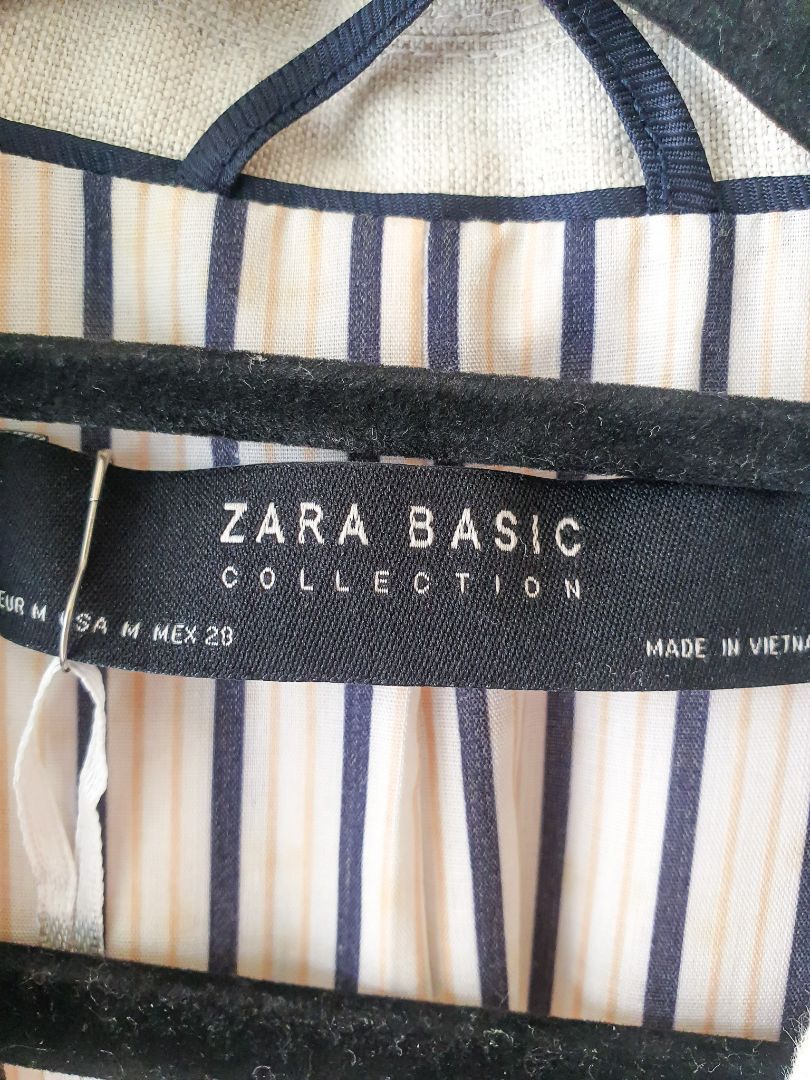 ZARA BASIC
COLLECTION
EUR M USA M MEX 28
MADE IN VIETNA